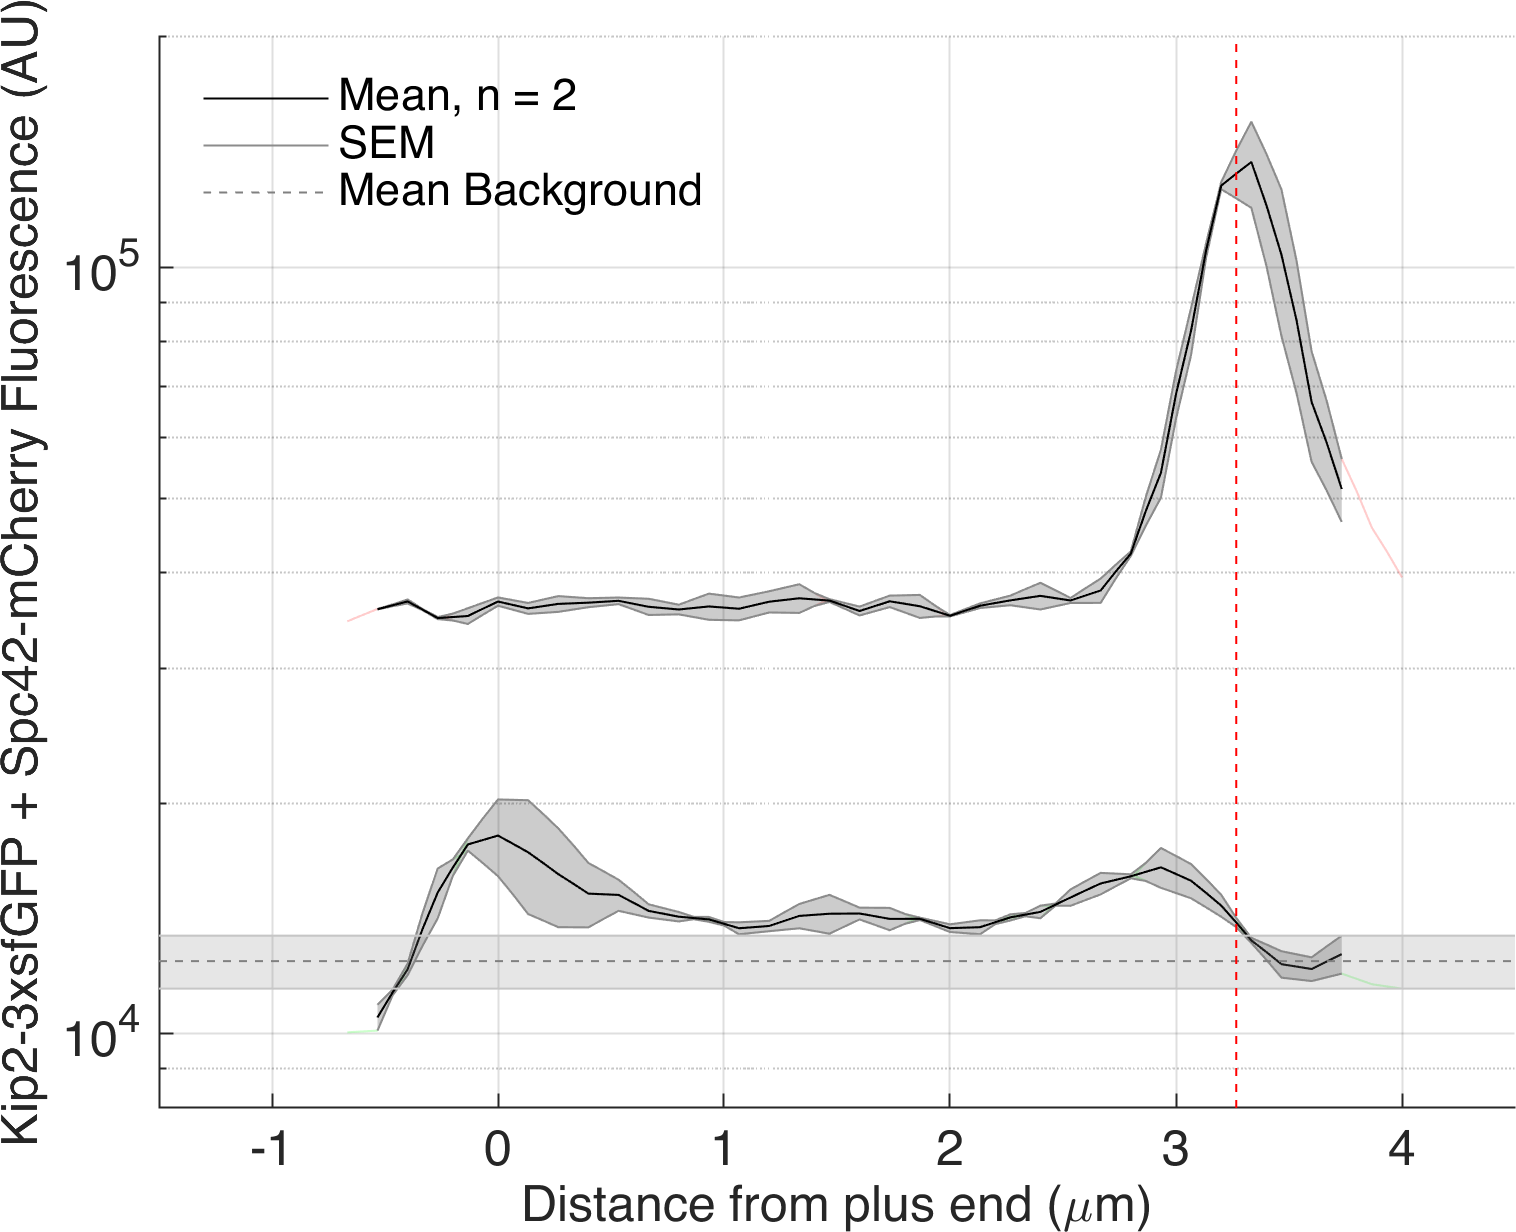 Kip2-3xsfGFP + Spc42-mCherry Fluorescence (AU)
Mean, n = 2
SEM
Mean Background
10^5
10^4
-1 0 1 2 3 4
Distance from plus end (μm)